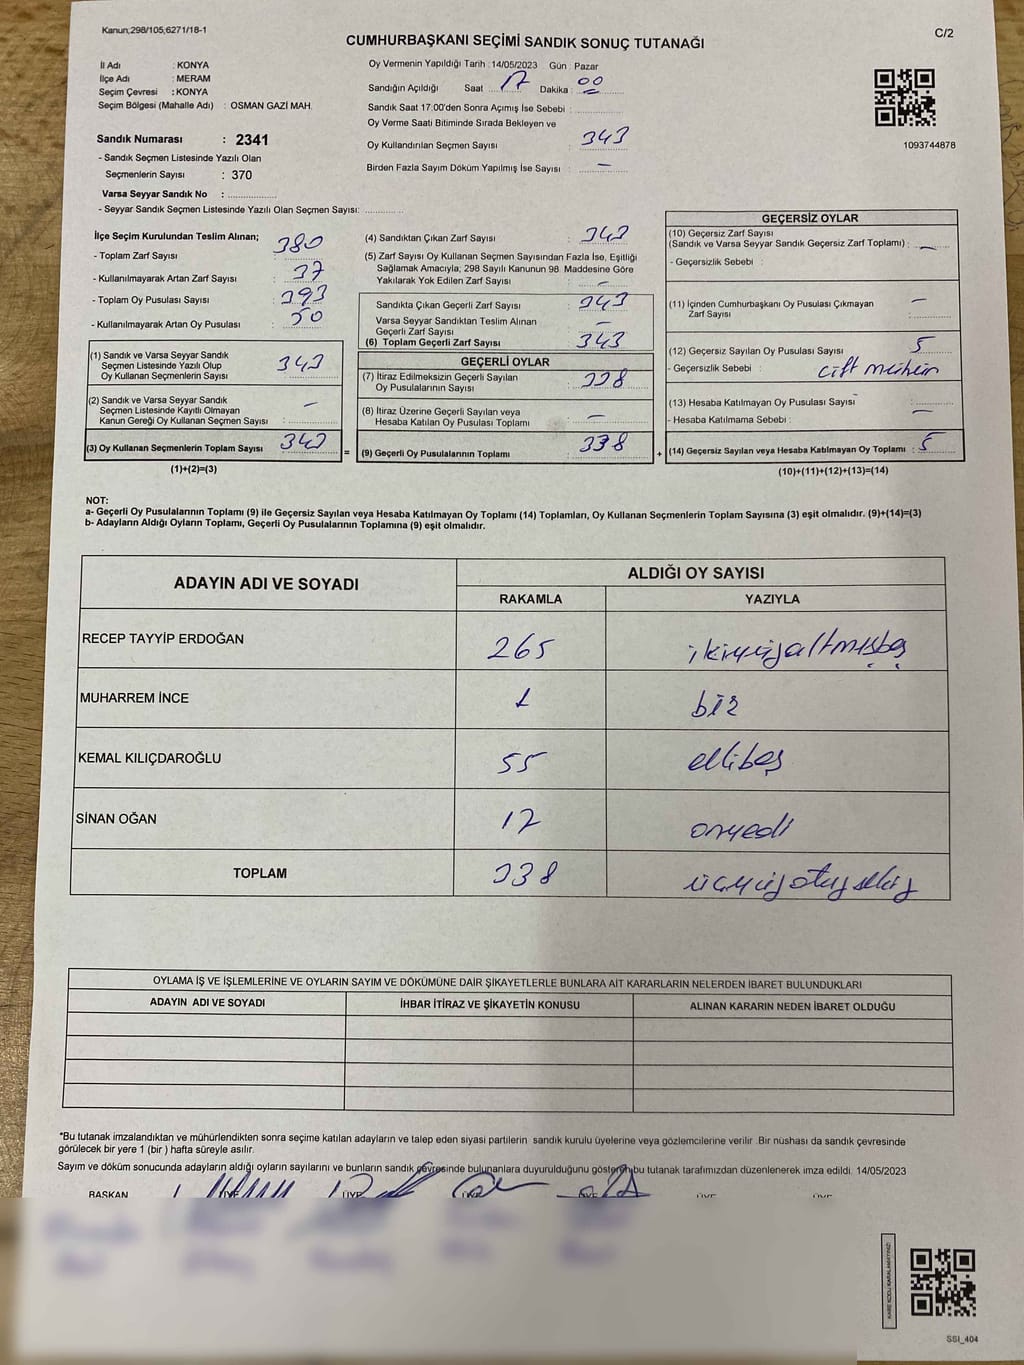 Kanun;298/105;6271/18-1
C/2
CUMHURBAŞKANI SEÇİMİ SANDIK SONUÇ TUTANAĞI
İl Adı : KONYA
İlçe Adı : MERAM
Seçim Çevresi : KONYA
Seçim Bölgesi (Mahalle Adı) : OSMAN GAZİ MAH.
Sandık Numarası : 2341
- Sandık Seçmen Listesinde Yazılı Olan
Seçmenlerin Sayısı : 370
Varsa Seyyar Sandık No :
- Seyyar Sandık Seçmen Listesinde Yazılı Olan Seçmen Sayısı:
Oy Vermenin Yapıldığı Tarih : 14/05/2023 Gün : Pazar
Sandığın Açıldığı Saat : 17 Dakika : 00
Sandık Saat 17:00'den Sonra Açımış İse Sebebi :
Oy Verme Saati Bitiminde Sırada Bekleyen ve
Oy Kullandırılan Seçmen Sayısı : 343
Birden Fazla Sayım Döküm Yapılmış İse Sayısı : –
1093744878
İlçe Seçim Kurulundan Teslim Alınan;
- Toplam Zarf Sayısı : 380
- Kullanılmayarak Artan Zarf Sayısı : 37
- Toplam Oy Pusulası Sayısı : 393
- Kullanılmayarak Artan Oy Pusulası : 50
(1) Sandık ve Varsa Seyyar Sandık
Seçmen Listesinde Yazılı Olup
Oy Kullanan Seçmenlerin Sayısı : 343
(2) Sandık ve Varsa Seyyar Sandık
Seçmen Listesinde Kayıtlı Olmayan
Kanun Gereği Oy Kullanan Seçmen Sayısı : –
(3) Oy Kullanan Seçmenlerin Toplam Sayısı : 343
(1)+(2)=(3)
(4) Sandıktan Çıkan Zarf Sayısı : 343
(5) Zarf Sayısı Oy Kullanan Seçmen Sayısından Fazla İse, Eşitliği
Sağlamak Amacıyla; 298 Sayılı Kanunun 98. Maddesine Göre
Yakılarak Yok Edilen Zarf Sayısı : –
Sandıkta Çıkan Geçerli Zarf Sayısı : 343
Varsa Seyyar Sandıktan Teslim Alınan
Geçerli Zarf Sayısı : –
(6) Toplam Geçerli Zarf Sayısı : 343
GEÇERLİ OYLAR
(7) İtiraz Edilmeksizin Geçerli Sayılan
Oy Pusulalarının Sayısı : 338
(8) İtiraz Üzerine Geçerli Sayılan veya
Hesaba Katılan Oy Pusulası Toplamı : –
= (9) Geçerli Oy Pusulalarının Toplamı : 338
GEÇERSİZ OYLAR
(10) Geçersiz Zarf Sayısı
(Sandık ve Varsa Seyyar Sandık Geçersiz Zarf Toplamı) : –
- Geçersizlik Sebebi :
(11) İçinden Cumhurbaşkanı Oy Pusulası Çıkmayan
Zarf Sayısı : –
(12) Geçersiz Sayılan Oy Pusulası Sayısı : 5
- Geçersizlik Sebebi : çift mühür
(13) Hesaba Katılmayan Oy Pusulası Sayısı : –
- Hesaba Katılmama Sebebi :
+ (14) Geçersiz Sayılan veya Hesaba Katılmayan Oy Toplamı : 5
(10)+(11)+(12)+(13)=(14)
NOT:
a- Geçerli Oy Pusulalarının Toplamı (9) ile Geçersiz Sayılan veya Hesaba Katılmayan Oy Toplamı (14) Toplamları, Oy Kullanan Seçmenlerin Toplam Sayısına (3) eşit olmalıdır. (9)+(14)=(3)
b- Adayların Aldığı Oyların Toplamı, Geçerli Oy Pusulalarının Toplamına (9) eşit olmalıdır.
ADAYIN ADI VE SOYADI
ALDIĞI OY SAYISI
RAKAMLA YAZIYLA
RECEP TAYYİP ERDOĞAN 265 ikiyüzaltmışbeş
MUHARREM İNCE 1 bir
KEMAL KILIÇDAROĞLU 55 ellibeş
SİNAN OĞAN 17 onyedi
TOPLAM 338 üçyüzotuzsekiz
OYLAMA İŞ VE İŞLEMLERİNE VE OYLARIN SAYIM VE DÖKÜMÜNE DAİR ŞİKAYETLERLE BUNLARA AİT KARARLARIN NELERDEN İBARET BULUNDUKLARI
ADAYIN ADI VE SOYADI İHBAR İTİRAZ VE ŞİKAYETİN KONUSU ALINAN KARARIN NEDEN İBARET OLDUĞU
*Bu tutanak imzalandıktan ve mühürlendikten sonra seçime katılan adayların ve talep eden siyasi partilerin sandık kurulu üyelerine veya gözlemcilerine verilir .Bir nüshası da sandık çevresinde
görülecek bir yere 1 (bir ) hafta süreyle asılır.
Sayım ve döküm sonucunda adayların aldığı oyların sayılarını ve bunların sandık çevresinde bulunanlara duyurulduğunu gösteren bu tutanak tarafımızdan düzenlenerek imza edildi. 14/05/2023
BAŞKAN ÜYE ÜYE ÜYE ÜYE ÜYE ÜYE
KARE KODU KARALAMAYINIZ!
SSI_404